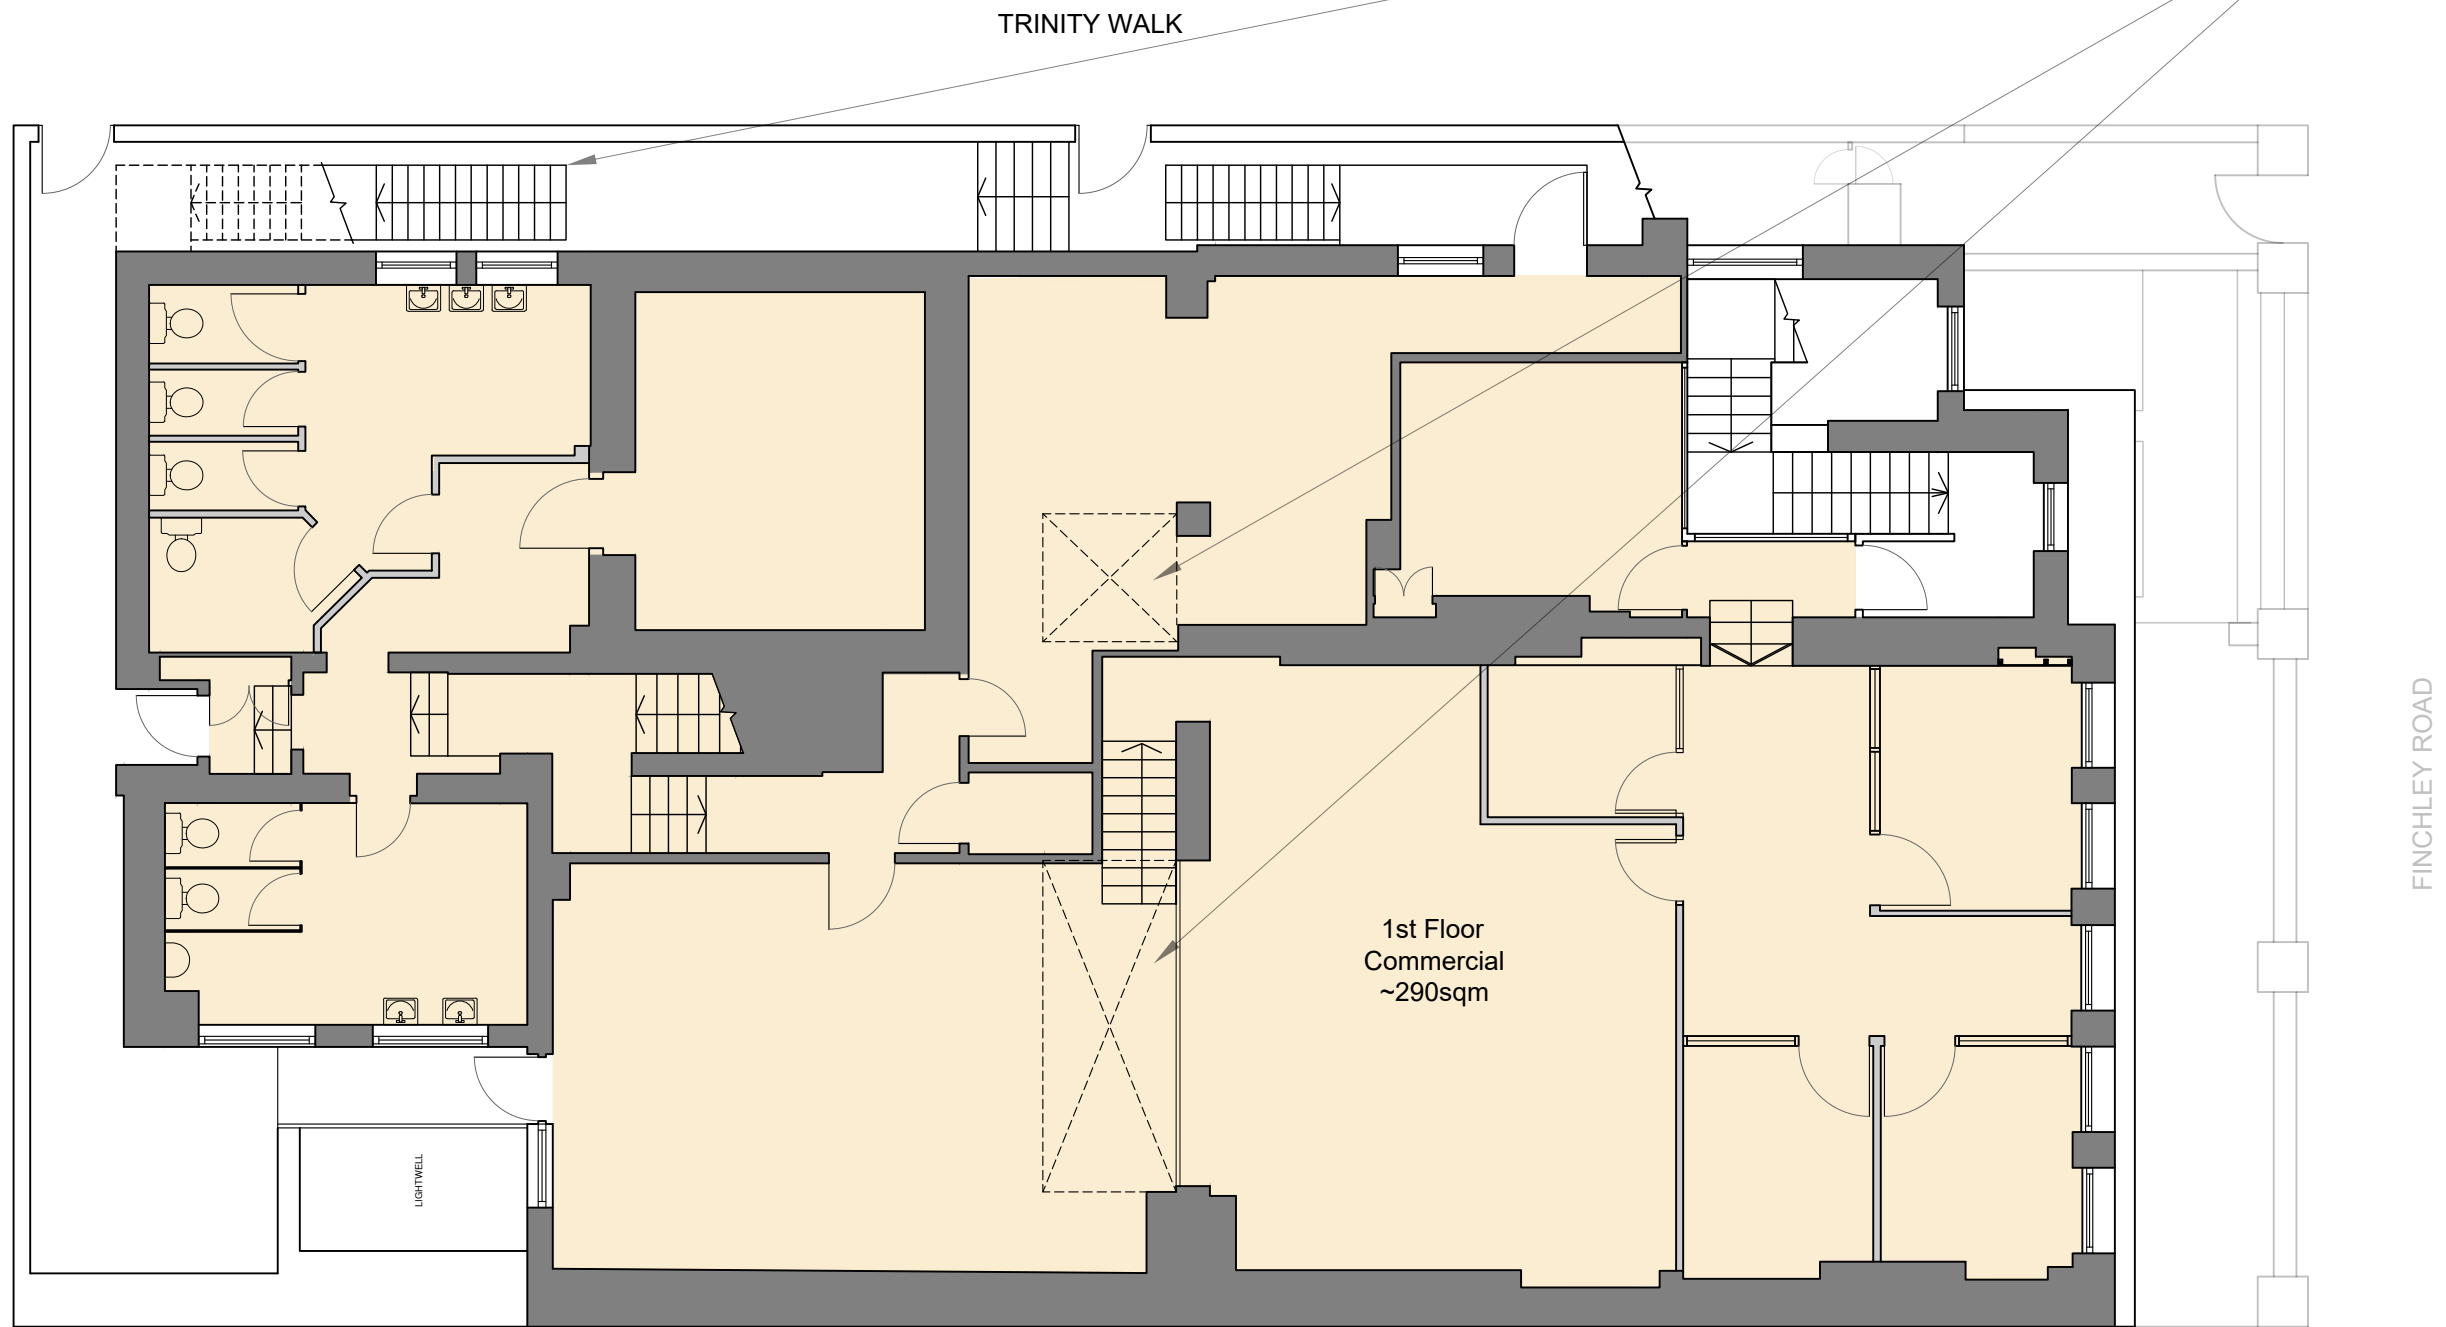 TRINITY WALK
1st Floor
Commercial
~290sqm
LIGHTWELL
FINCHLEY ROAD